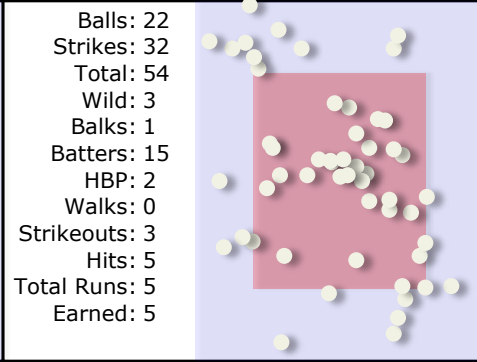 Balls: 22
Strikes: 32
Total: 54
Wild: 3
Balks: 1
Batters: 15
HBP: 2
Walks: 0
Strikeouts: 3
Hits: 5
Total Runs: 5
Earned: 5